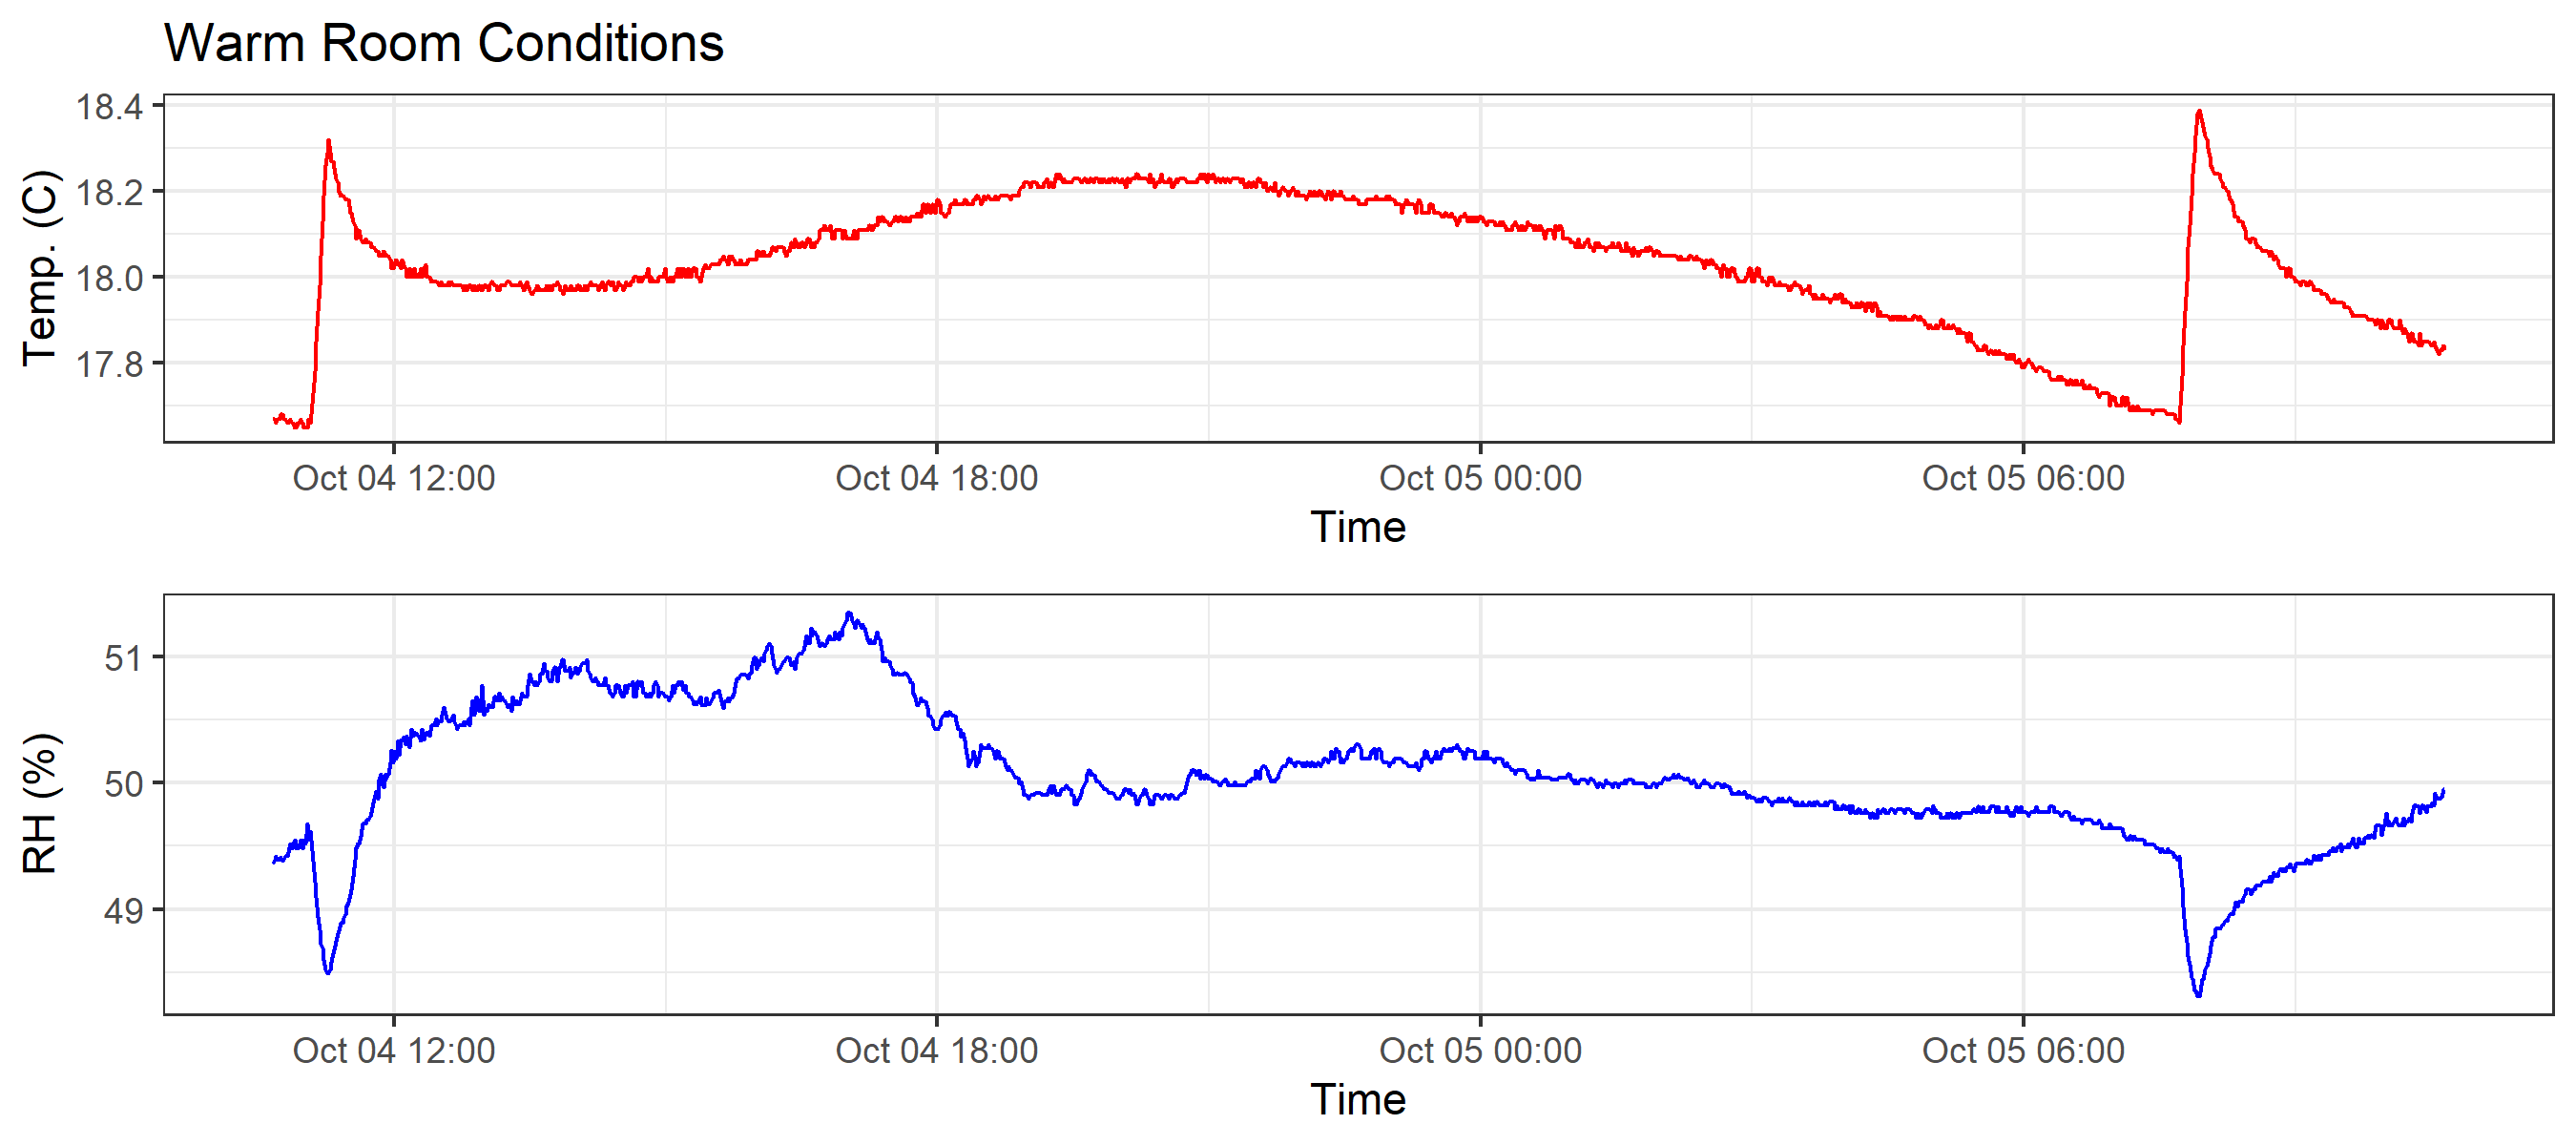 Warm Room Conditions
18.4
18.2
18.0
17.8
Temp. (C)
Oct 04 12:00 Oct 04 18:00 Oct 05 00:00 Oct 05 06:00
Time
51
50
49
RH (%)
Oct 04 12:00 Oct 04 18:00 Oct 05 00:00 Oct 05 06:00
Time